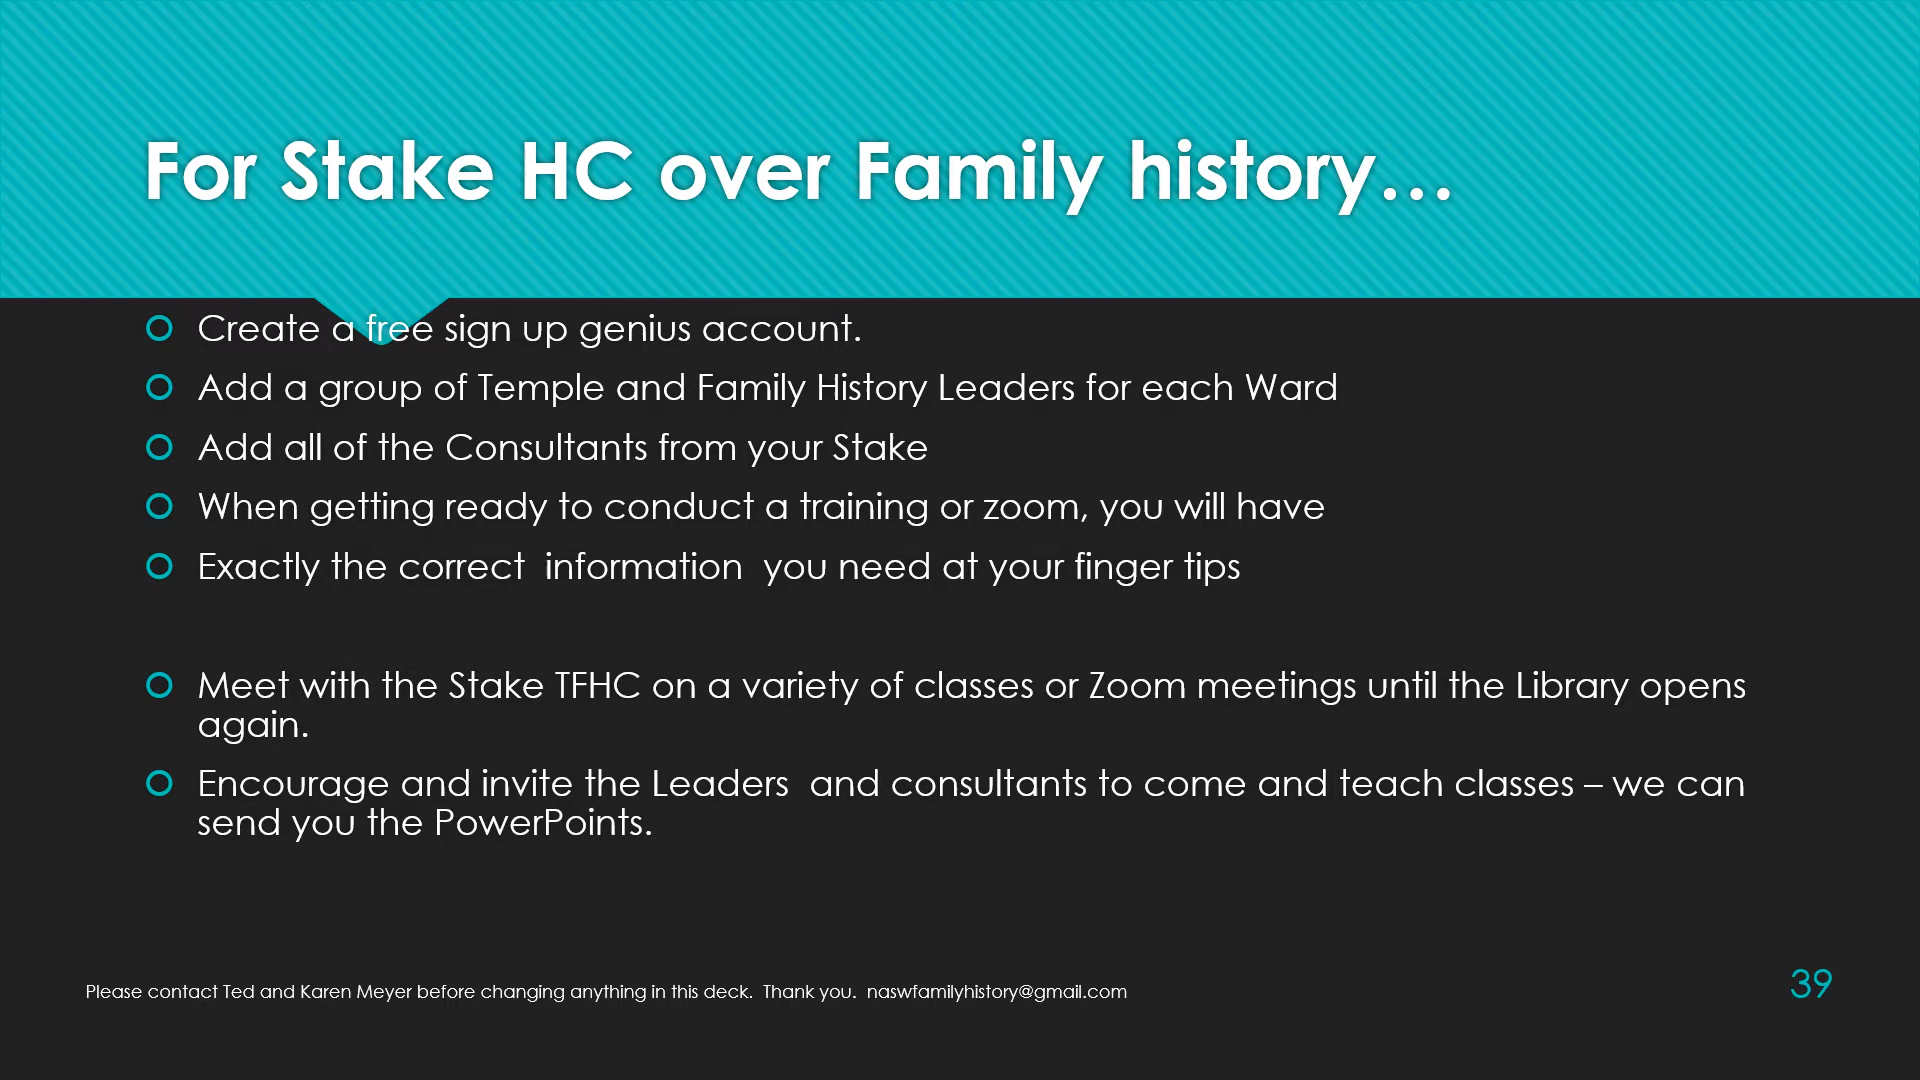 For Stake HC over Family history...
Create a free sign up genius account.
Add a group of Temple and Family History Leaders for each Ward
Add all of the Consultants from your Stake
When getting ready to conduct a training or zoom, you will have
Exactly the correct  information  you need at your finger tips
Meet with the Stake TFHC on a variety of classes or Zoom meetings until the Library opens
again.
Encourage and invite the Leaders  and consultants to come and teach classes – we can
send you the PowerPoints.
Please contact Ted and Karen Meyer before changing anything in this deck.  Thank you.  naswfamilyhistory@gmail.com
39